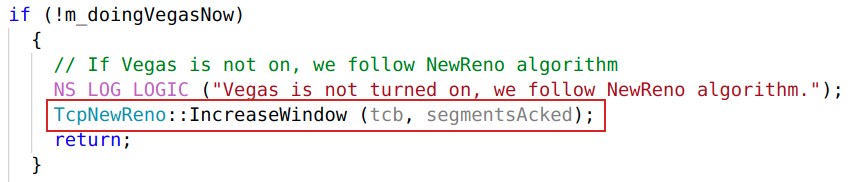 if (!m_doingVegasNow)
{
// If Vegas is not on, we follow NewReno algorithm
NS_LOG_LOGIC ("Vegas is not turned on, we follow NewReno algorithm.");
TcpNewReno::IncreaseWindow (tcb, segmentsAcked);
return;
}